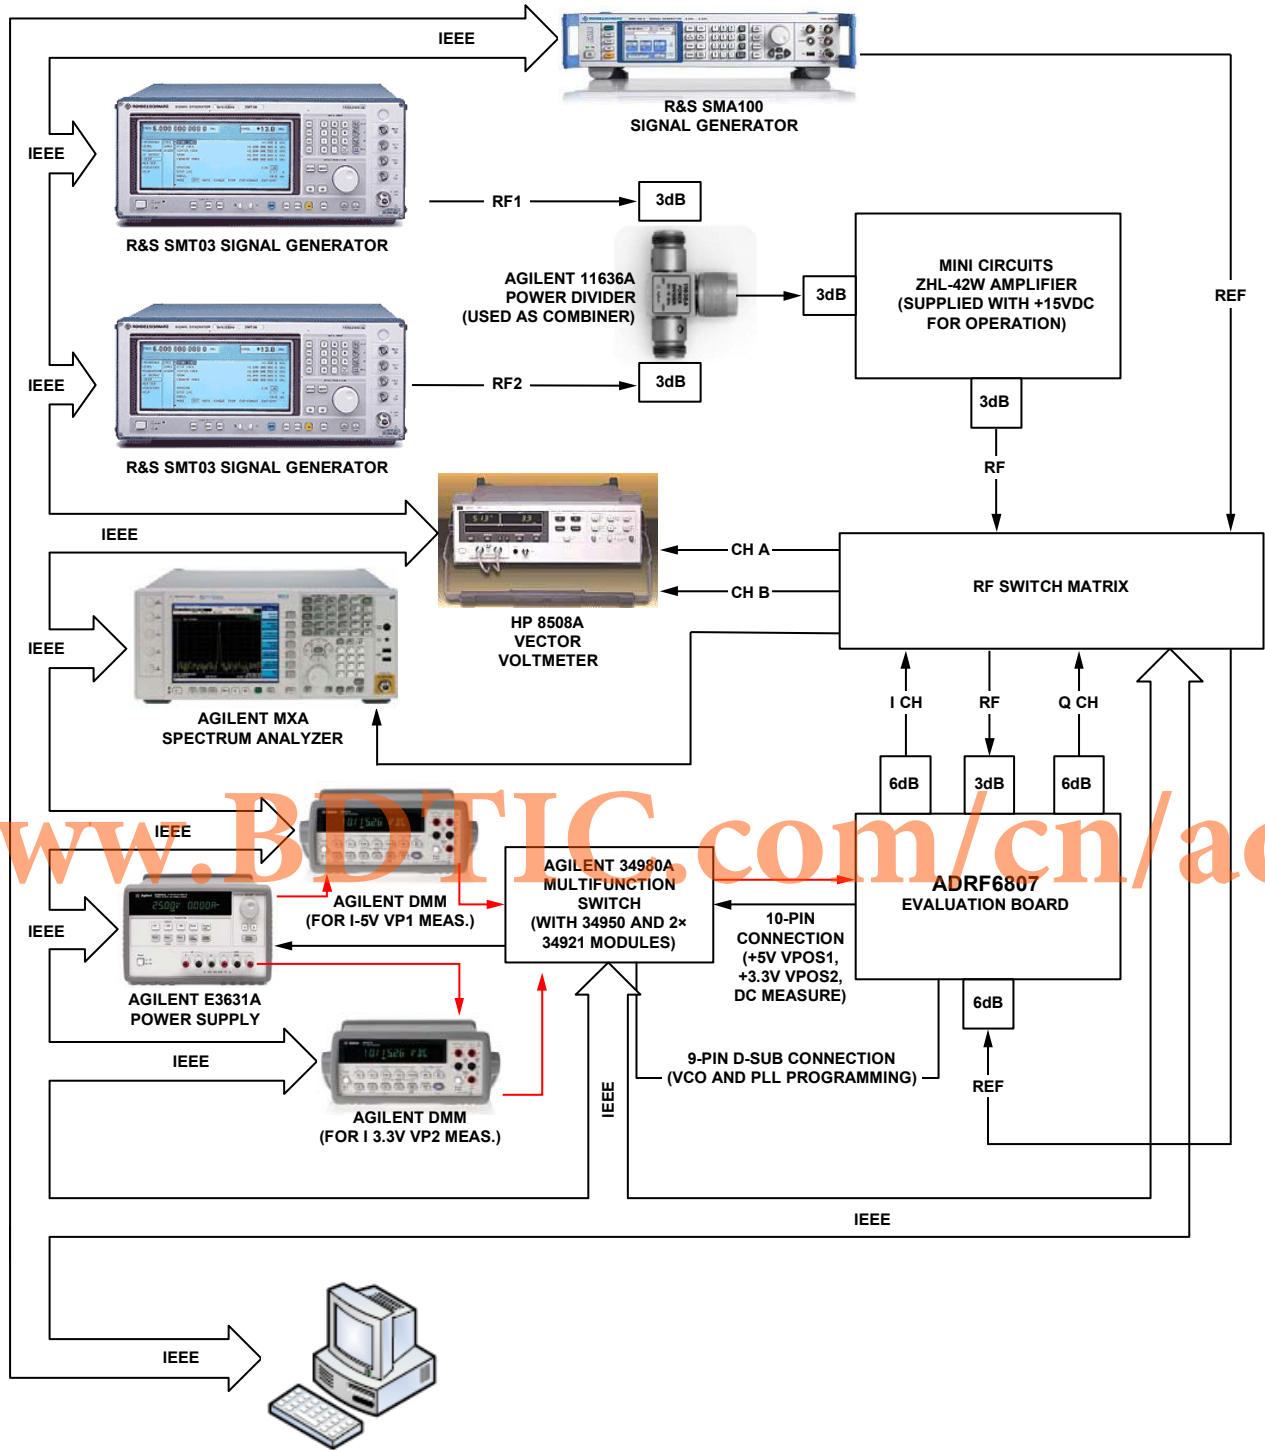 IEEE
R&S SMA100
SIGNAL GENERATOR
IEEE
R&S SMT03 SIGNAL GENERATOR
RF1
3dB
AGILENT 11636A
POWER DIVIDER
(USED AS COMBINER)
3dB
MINI CIRCUITS
ZHL-42W AMPLIFIER
(SUPPLIED WITH +15VDC
FOR OPERATION)
REF
IEEE
RF2
3dB
3dB
R&S SMT03 SIGNAL GENERATOR
RF
IEEE
CH A
CH B
RF SWITCH MATRIX
HP 8508A
VECTOR
VOLTMETER
IEEE
AGILENT MXA
SPECTRUM ANALYZER
I CH
RF
Q CH
6dB
3dB
6dB
www.BDTIC.com/cn/ad
IEEE
AGILENT DMM
(FOR I-5V VP1 MEAS.)
AGILENT 34980A
MULTIFUNCTION
SWITCH
(WITH 34950 AND 2×
34921 MODULES)
ADRF6807
EVALUATION BOARD
10-PIN
CONNECTION
(+5V VPOS1,
+3.3V VPOS2,
DC MEASURE)
IEEE
AGILENT E3631A
POWER SUPPLY
6dB
IEEE
9-PIN D-SUB CONNECTION
(VCO AND PLL PROGRAMMING)
REF
AGILENT DMM
(FOR I 3.3V VP2 MEAS.)
IEEE
IEEE
IEEE